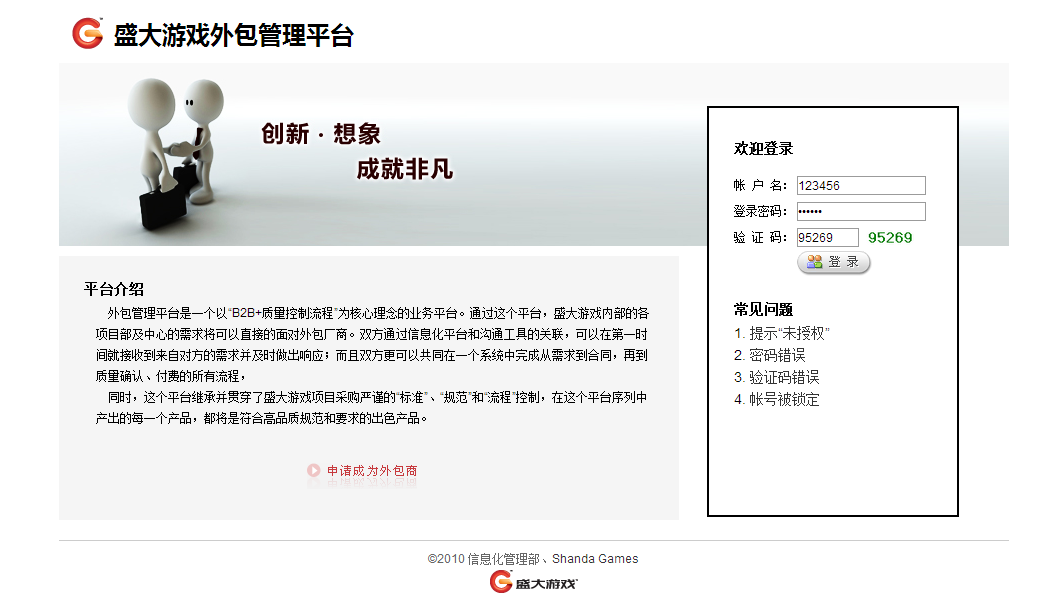 盛大游戏外包管理平台
创新·想象
成就非凡
欢迎登录
帐 户 名： 123456
登录密码： ••••••
验 证 码： 95269 95269
登 录
常见问题
1. 提示“未授权”
2. 密码错误
3. 验证码错误
4. 帐号被锁定
平台介绍
外包管理平台是一个以“B2B+质量控制流程”为核心理念的业务平台。通过这个平台，盛大游戏内部的各
项目部及中心的需求将可以直接的面对外包厂商。双方通过信息化平台和沟通工具的关联，可以在第一时
间就接收到来自对方的需求并及时做出响应；而且双方更可以共同在一个系统中完成从需求到合同，再到
质量确认、付费的所有流程，
同时，这个平台继承并贯穿了盛大游戏项目采购严谨的“标准”、“规范”和“流程”控制，在这个平台序列中
产出的每一个产品，都将是符合高品质规范和要求的出色产品。
申请成为外包商
©2010 信息化管理部、Shanda Games
盛大游戏